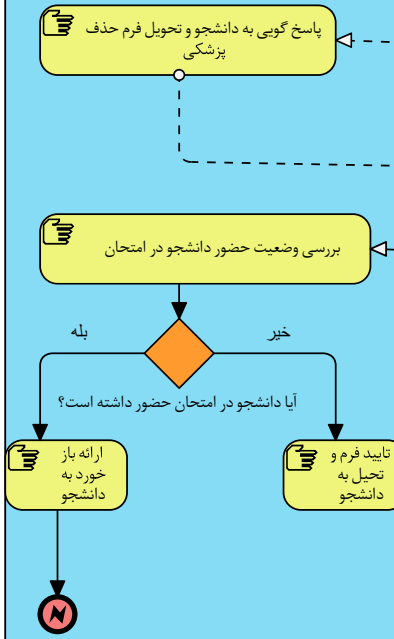 پاسخ گویی به دانشجو و تحویل فرم حذف
پزشکی
بررسی وضعیت حضور دانشجو در امتحان
بله
خیر
آیا دانشجو در امتحان حضور داشته است؟
ارائه باز
خورد به
دانشجو
تایید فرم و
تحیل به
دانشجو